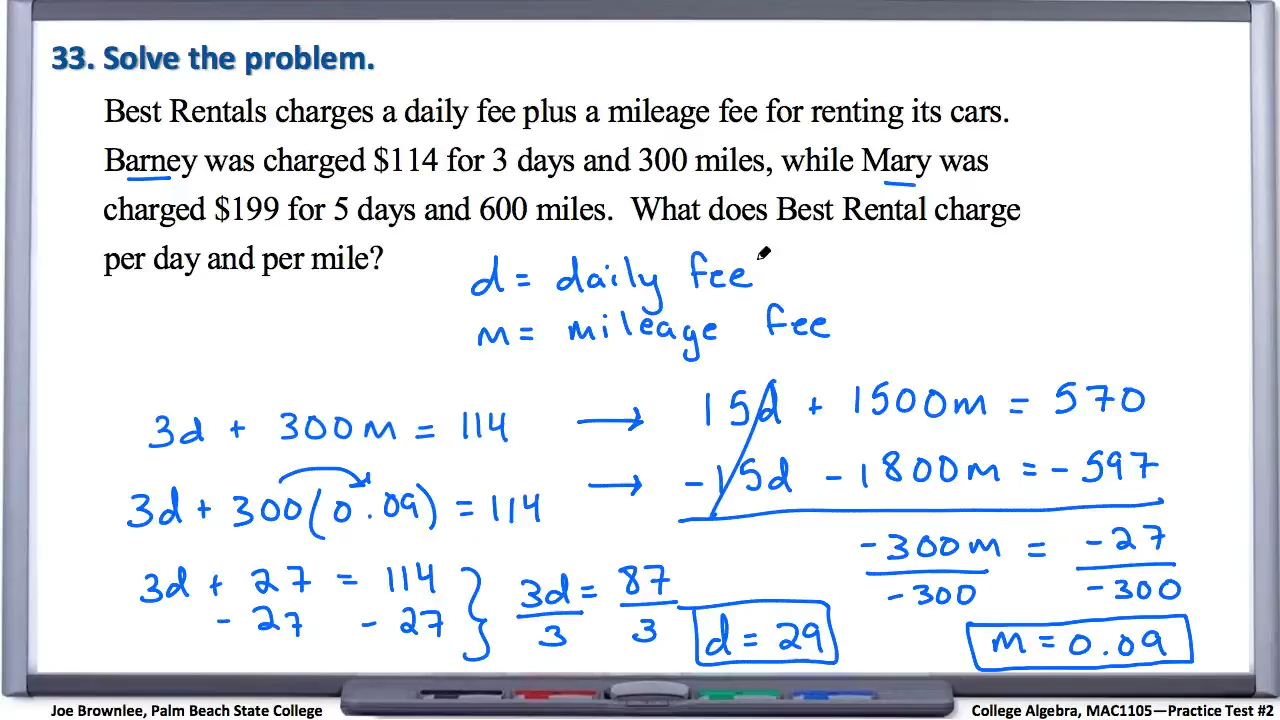 33. Solve the problem.
Best Rentals charges a daily fee plus a mileage fee for renting its cars.
Barney was charged $114 for 3 days and 300 miles, while Mary was
charged $199 for 5 days and 600 miles. What does Best Rental charge
per day and per mile?
d = daily fee
m = mileage fee
3d + 300m = 114 → 15d + 1500m = 570
3d + 300(0.09) = 114 → -15d - 1800m = -597
-300m = -27
-300 -300
3d + 27 = 114 } 3d = 87
- 27 - 27 3 3
d = 29
m = 0.09
Joe Brownlee, Palm Beach State College
College Algebra, MAC1105—Practice Test #2